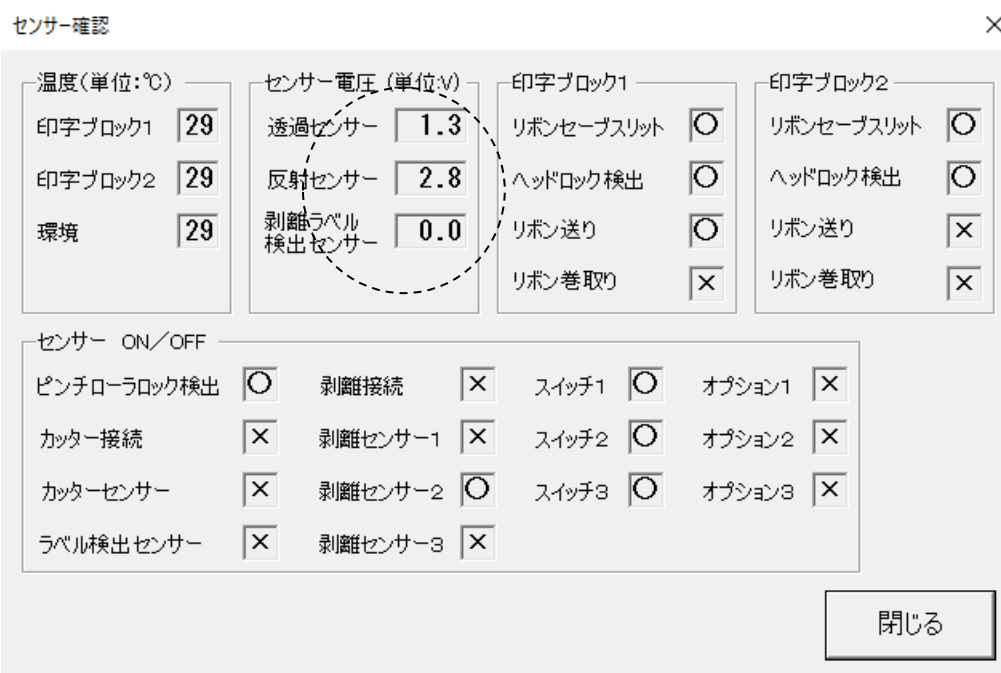 センサー確認 ×
温度(単位:℃)
印字ブロック1 29
印字ブロック2 29
環境 29
センサー電圧 (単位:V)
透過センサー 1.3
反射センサー 2.8
剥離ラベル
検出センサー 0.0
印字ブロック1
リボンセーブスリット ○
ヘッドロック検出 ○
リボン送り ○
リボン巻取り ×
印字ブロック2
リボンセーブスリット ○
ヘッドロック検出 ○
リボン送り ×
リボン巻取り ×
センサー ON/OFF
ピンチローラロック検出 ○
カッター接続 ×
カッターセンサー ×
ラベル検出センサー ×
剥離接続 ×
剥離センサー1 ×
剥離センサー2 ○
剥離センサー3 ×
スイッチ1 ○
スイッチ2 ○
スイッチ3 ○
オプション1 ×
オプション2 ×
オプション3 ×
閉じる